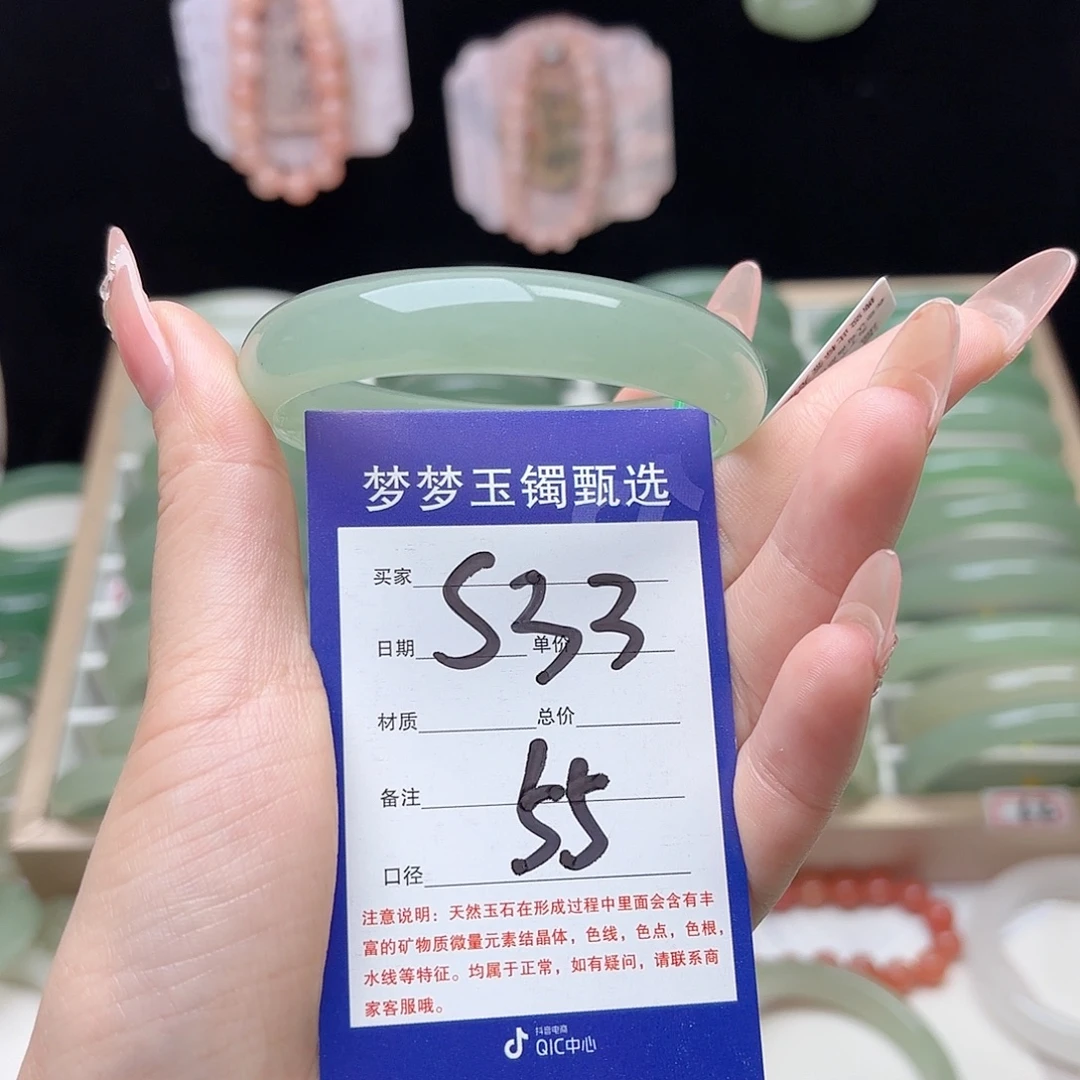 梦梦玉镯甄选
买家
S33
日期 单价
材质 总价
备注
55
口径
注意说明：天然玉石在形成过程中里面会含有丰
富的矿物质微量元素结晶体，色线，色点，色根，
水线等特征。均属于正常，如有疑问，请联系商
家客服哦。
抖音电商
QIC中心